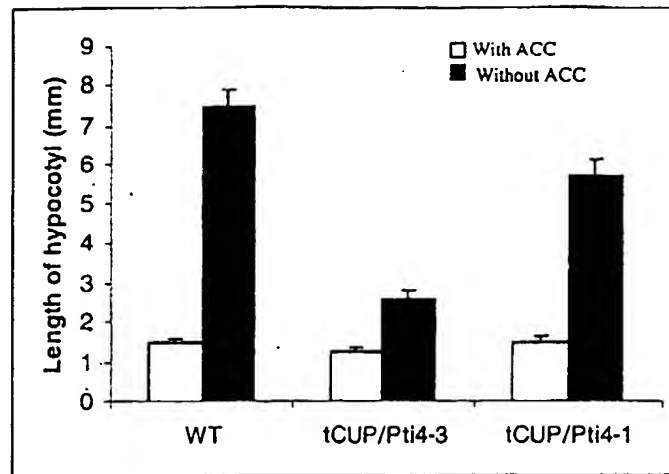 With ACC
Without ACC
Length of hypocotyl (mm)
9
8
7
6
5
4
3
2
1
0
WT
tCUP/Pti4-3
tCUP/Pti4-1